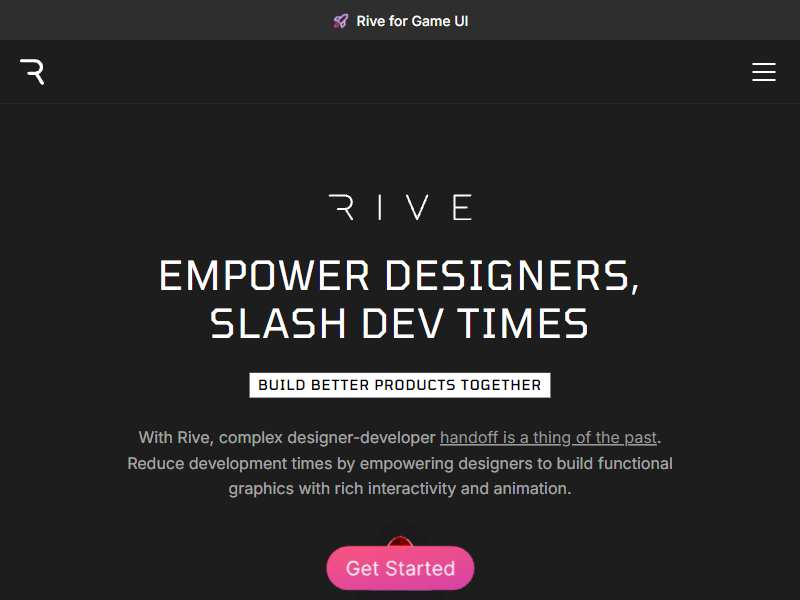 Rive for Game UI
RIVE
EMPOWER DESIGNERS,
SLASH DEV TIMES
BUILD BETTER PRODUCTS TOGETHER
With Rive, complex designer-developer handoff is a thing of the past.
Reduce development times by empowering designers to build functional
graphics with rich interactivity and animation.
Get Started